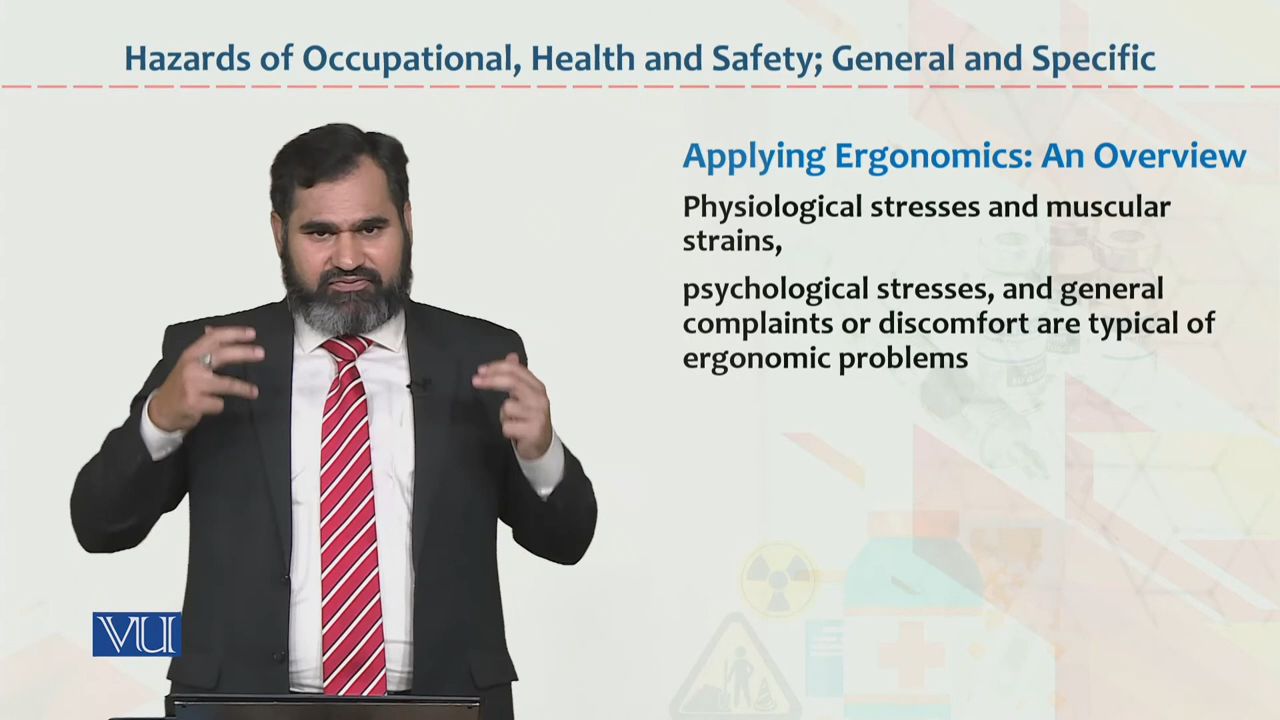 Hazards of Occupational, Health and Safety; General and Specific
Applying Ergonomics: An Overview
Physiological stresses and muscular
strains,
psychological stresses, and general
complaints or discomfort are typical of
ergonomic problems
VU